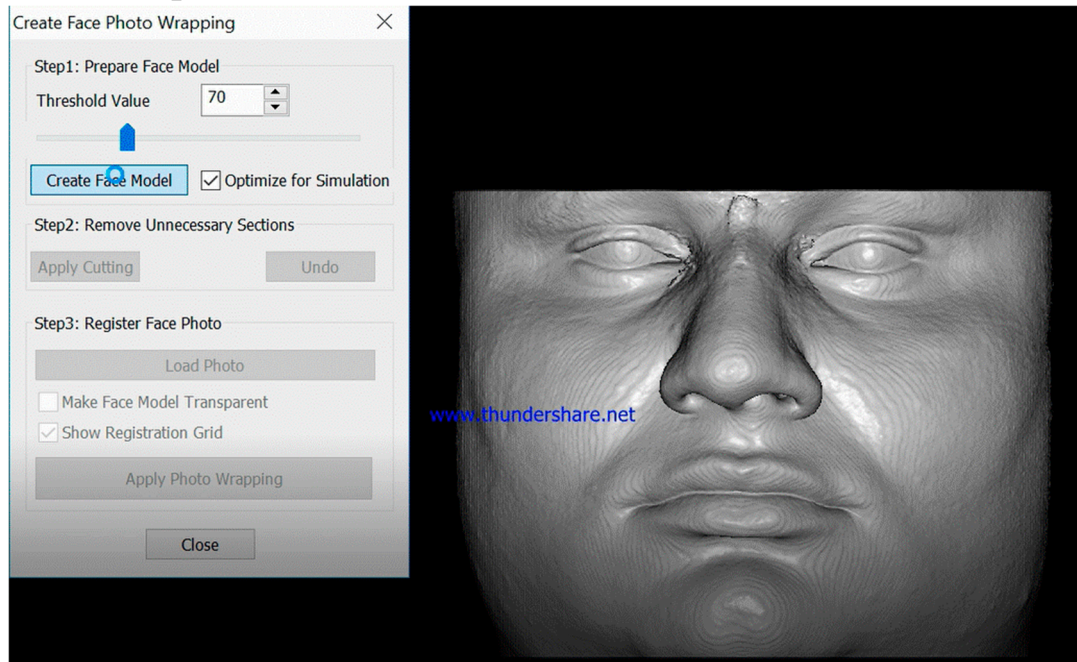 Create Face Photo Wrapping
Step1: Prepare Face Model
Threshold Value 70
Create Face Model Optimize for Simulation
Step2: Remove Unnecessary Sections
Apply Cutting Undo
Step3: Register Face Photo
Load Photo
Make Face Model Transparent
Show Registration Grid
Apply Photo Wrapping
Close
www.thundershare.net